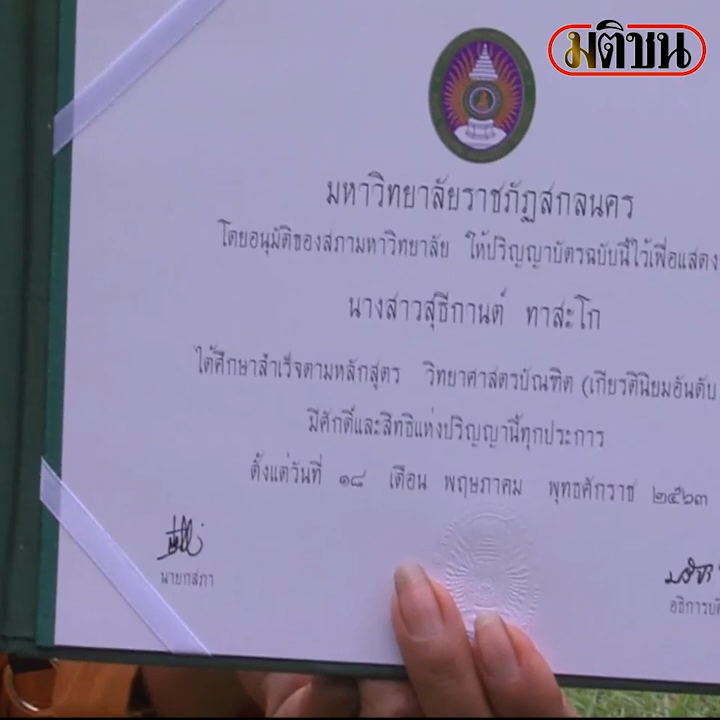 มติชน
มหาวิทยาลัยราชภัฏสกลนคร
โดยอนุมัติของสภามหาวิทยาลัย ให้ปริญญาบัตรฉบับนี้ไว้เพื่อแสดง
นางสาวสุธีกานต์ ทาสะโก
ได้ศึกษาสำเร็จตามหลักสูตร วิทยาศาสตรบัณฑิต (เกียรตินิยมอันดับ
มีศักดิ์และสิทธิแห่งปริญญานี้ทุกประการ
ตั้งแต่วันที่ ๑๘ เดือน พฤษภาคม พุทธศักราช ๒๕๖๓
นายกสภา
อธิการบดี